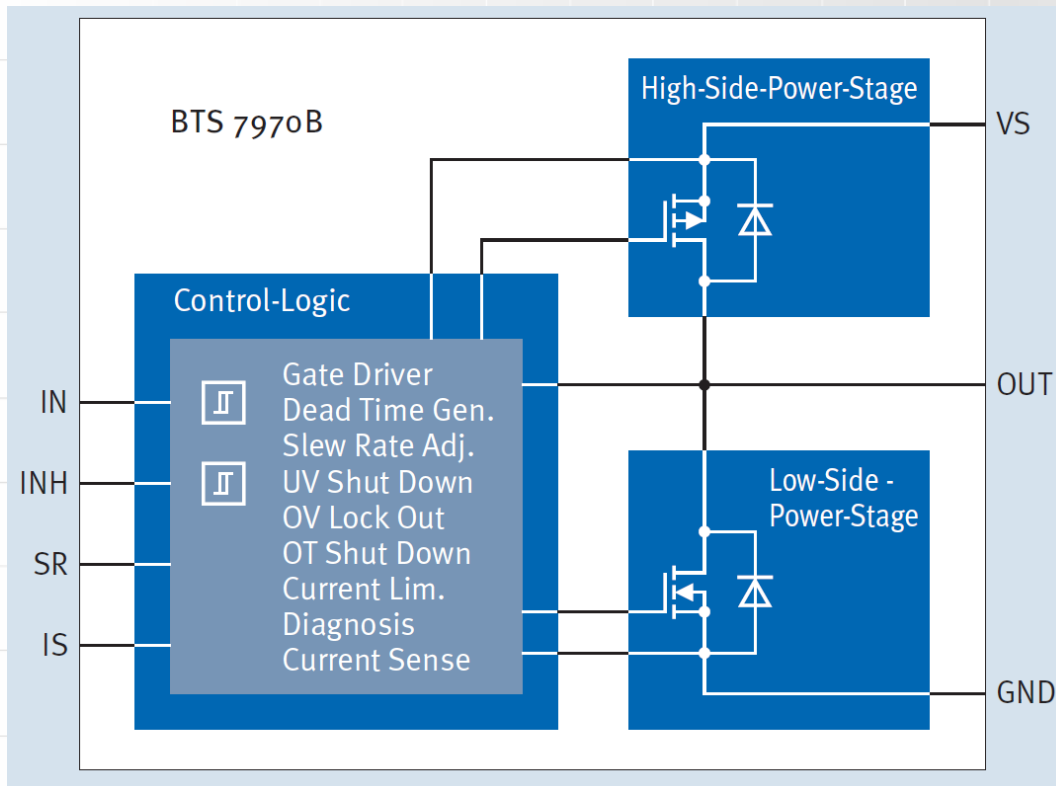 BTS 7970B
High-Side-Power-Stage
VS
Control-Logic
Gate Driver
Dead Time Gen.
Slew Rate Adj.
UV Shut Down
OV Lock Out
OT Shut Down
Current Lim.
Diagnosis
Current Sense
IN
INH
SR
IS
OUT
Low-Side -
Power-Stage
GND